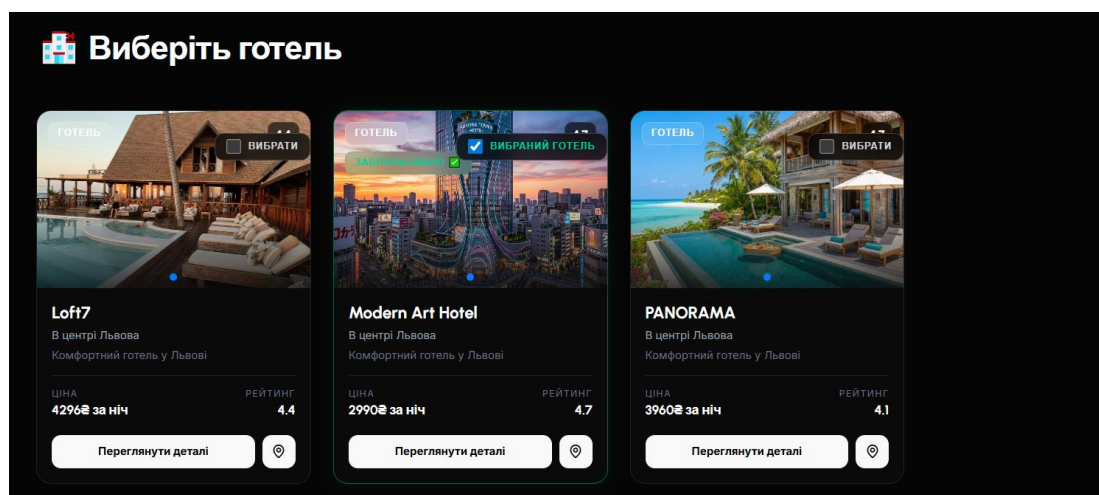 Виберіть готель
ГОТЕЛЬ
ВИБРАТИ
ГОТЕЛЬ
ВИБРАНИЙ ГОТЕЛЬ
ЗАБРОНЬОВАНО
ГОТЕЛЬ
ВИБРАТИ
Loft7
В центрі Львова
Комфортний готель у Львові
ЦІНА РЕЙТИНГ
4296₴ за ніч 4.4
Переглянути деталі
Modern Art Hotel
В центрі Львова
Комфортний готель у Львові
ЦІНА РЕЙТИНГ
2990₴ за ніч 4.7
Переглянути деталі
PANORAMA
В центрі Львова
Комфортний готель у Львові
ЦІНА РЕЙТИНГ
3960₴ за ніч 4.1
Переглянути деталі